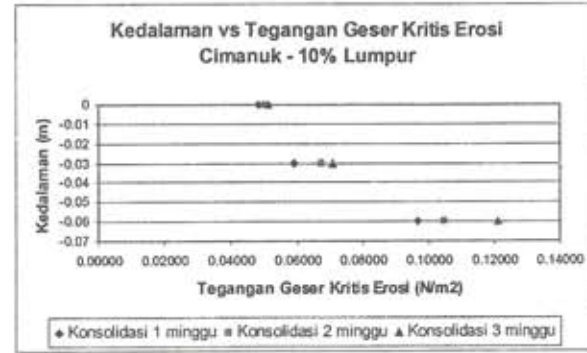 Kedalaman vs Tegangan Geser Kritis Erosi
Cimanuk - 10% Lumpur
Kedalaman (m)
0
-0.01
-0.02
-0.03
-0.04
-0.05
-0.06
-0.07
0.00000 0.02000 0.04000 0.06000 0.08000 0.10000 0.12000 0.14000
Tegangan Geser Kritis Erosi (N/m2)
Konsolidasi 1 minggu Konsolidasi 2 minggu Konsolidasi 3 minggu